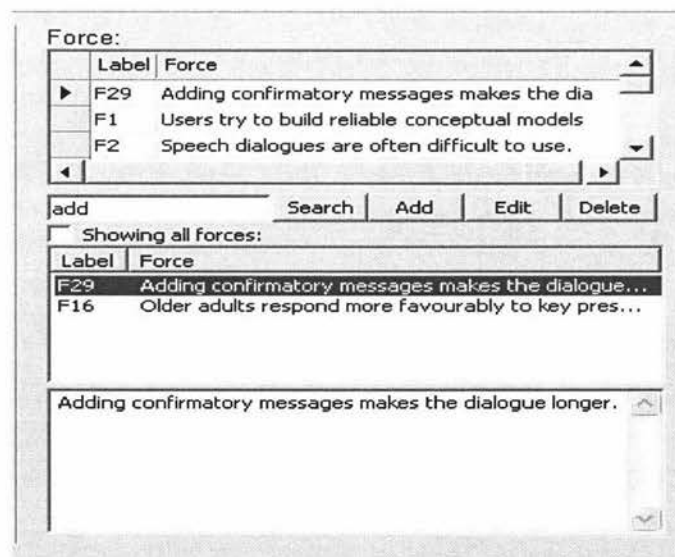 Force:
Label Force
F29 Adding confirmatory messages makes the dia
F1 Users try to build reliable conceptual models
F2 Speech dialogues are often difficult to use.
add Search Add Edit Delete
Showing all forces:
Label Force
F29 Adding confirmatory messages makes the dialogue...
F16 Older adults respond more favourably to key pres...
Adding confirmatory messages makes the dialogue longer.